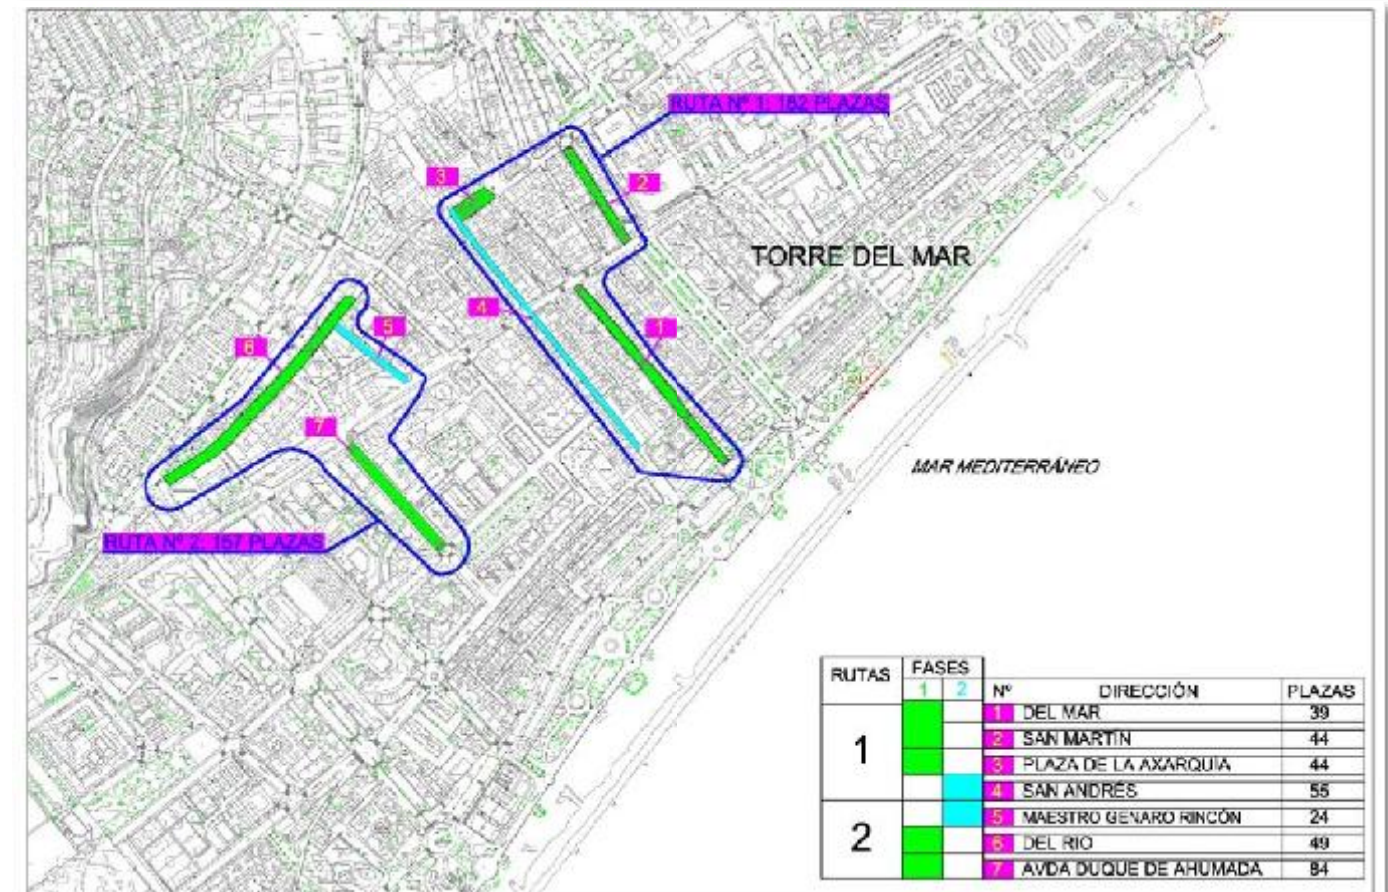 RUTA Nº 1: 182 PLAZAS
3
2
TORRE DEL MAR
4
1
5
6
7
MAR MEDITERRÁNEO
RUTA Nº 2: 157 PLAZAS
RUTAS FASES
1 2 Nº DIRECCIÓN PLAZAS
1 1 DEL MAR 39
2 SAN MARTIN 44
3 PLAZA DE LA AXARQUIA 44
4 SAN ANDRÉS 55
2 5 MAESTRO GENARO RINCÓN 24
6 DEL RIO 49
7 AVDA DUQUE DE AHUMADA 84